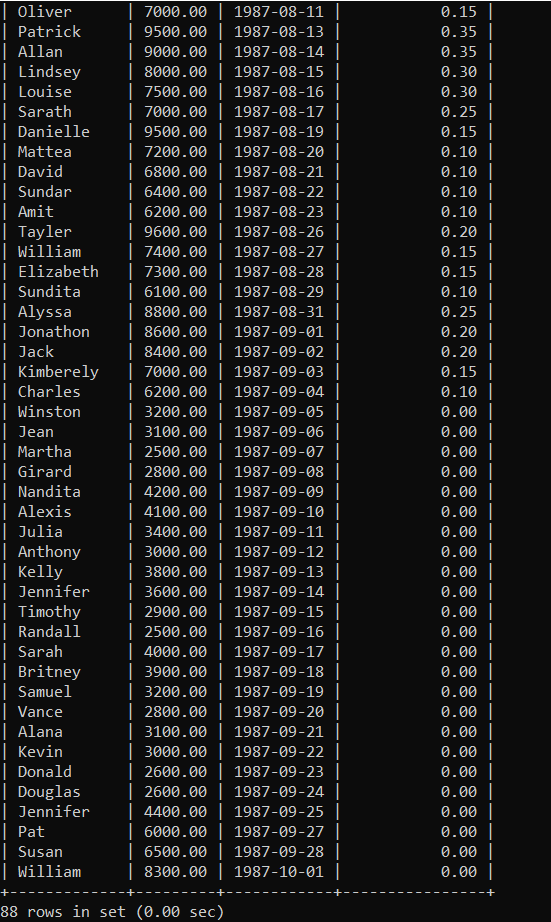 | Oliver      | 7000.00 | 1987-08-11 |           0.15 |
| Patrick     | 9500.00 | 1987-08-13 |           0.35 |
| Allan       | 9000.00 | 1987-08-14 |           0.35 |
| Lindsey     | 8000.00 | 1987-08-15 |           0.30 |
| Louise      | 7500.00 | 1987-08-16 |           0.30 |
| Sarath      | 7000.00 | 1987-08-17 |           0.25 |
| Danielle    | 9500.00 | 1987-08-19 |           0.15 |
| Mattea      | 7200.00 | 1987-08-20 |           0.10 |
| David       | 6800.00 | 1987-08-21 |           0.10 |
| Sundar      | 6400.00 | 1987-08-22 |           0.10 |
| Amit        | 6200.00 | 1987-08-23 |           0.10 |
| Tayler      | 9600.00 | 1987-08-26 |           0.20 |
| William     | 7400.00 | 1987-08-27 |           0.15 |
| Elizabeth   | 7300.00 | 1987-08-28 |           0.15 |
| Sundita     | 6100.00 | 1987-08-29 |           0.10 |
| Alyssa      | 8800.00 | 1987-08-31 |           0.25 |
| Jonathon    | 8600.00 | 1987-09-01 |           0.20 |
| Jack        | 8400.00 | 1987-09-02 |           0.20 |
| Kimberely   | 7000.00 | 1987-09-03 |           0.15 |
| Charles     | 6200.00 | 1987-09-04 |           0.10 |
| Winston     | 3200.00 | 1987-09-05 |           0.00 |
| Jean        | 3100.00 | 1987-09-06 |           0.00 |
| Martha      | 2500.00 | 1987-09-07 |           0.00 |
| Girard      | 2800.00 | 1987-09-08 |           0.00 |
| Nandita     | 4200.00 | 1987-09-09 |           0.00 |
| Alexis      | 4100.00 | 1987-09-10 |           0.00 |
| Julia       | 3400.00 | 1987-09-11 |           0.00 |
| Anthony     | 3000.00 | 1987-09-12 |           0.00 |
| Kelly       | 3800.00 | 1987-09-13 |           0.00 |
| Jennifer    | 3600.00 | 1987-09-14 |           0.00 |
| Timothy     | 2900.00 | 1987-09-15 |           0.00 |
| Randall     | 2500.00 | 1987-09-16 |           0.00 |
| Sarah       | 4000.00 | 1987-09-17 |           0.00 |
| Britney     | 3900.00 | 1987-09-18 |           0.00 |
| Samuel      | 3200.00 | 1987-09-19 |           0.00 |
| Vance       | 2800.00 | 1987-09-20 |           0.00 |
| Alana       | 3100.00 | 1987-09-21 |           0.00 |
| Kevin       | 3000.00 | 1987-09-22 |           0.00 |
| Donald      | 2600.00 | 1987-09-23 |           0.00 |
| Douglas     | 2600.00 | 1987-09-24 |           0.00 |
| Jennifer    | 4400.00 | 1987-09-25 |           0.00 |
| Pat         | 6000.00 | 1987-09-27 |           0.00 |
| Susan       | 6500.00 | 1987-09-28 |           0.00 |
| William     | 8300.00 | 1987-10-01 |           0.00 |
+-------------+---------+------------+----------------+
88 rows in set (0.00 sec)